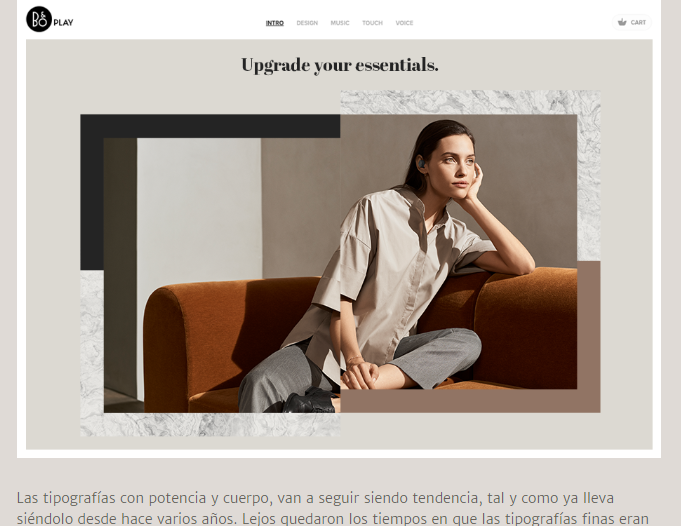 B&O PLAY
INTRO DESIGN MUSIC TOUCH VOICE
CART
Upgrade your essentials.
Las tipografías con potencia y cuerpo, van a seguir siendo tendencia, tal y como ya lleva
siéndolo desde hace varios años. Lejos quedaron los tiempos en que las tipografías finas eran